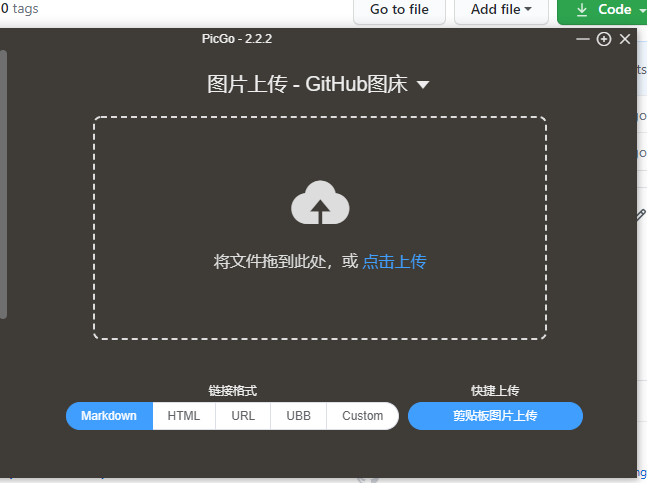 0 tags
Go to file
Add file
Code
PicGo - 2.2.2
图片上传 - GitHub图床
将文件拖到此处，或 点击上传
链接格式
快捷上传
Markdown
HTML
URL
UBB
Custom
剪贴板图片上传